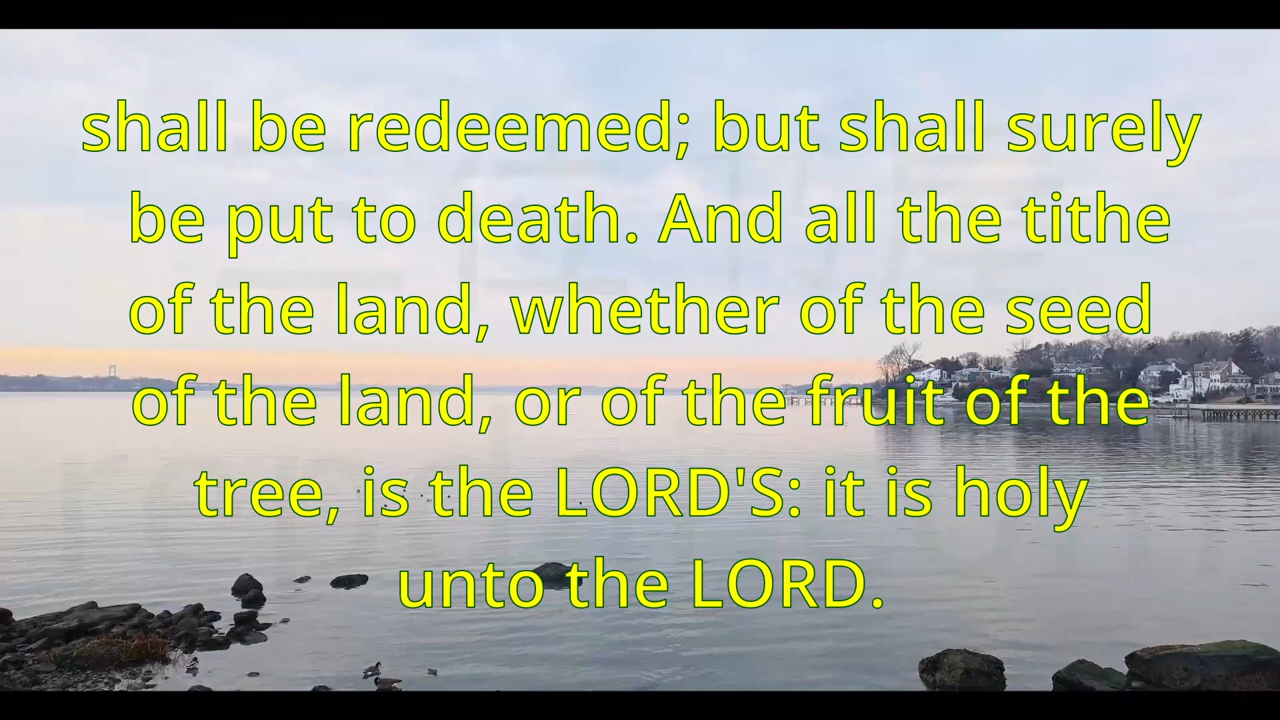 shall be redeemed; but shall surely
be put to death. And all the tithe
of the land, whether of the seed
of the land, or of the fruit of the
tree, is the LORD'S: it is holy
unto the LORD.